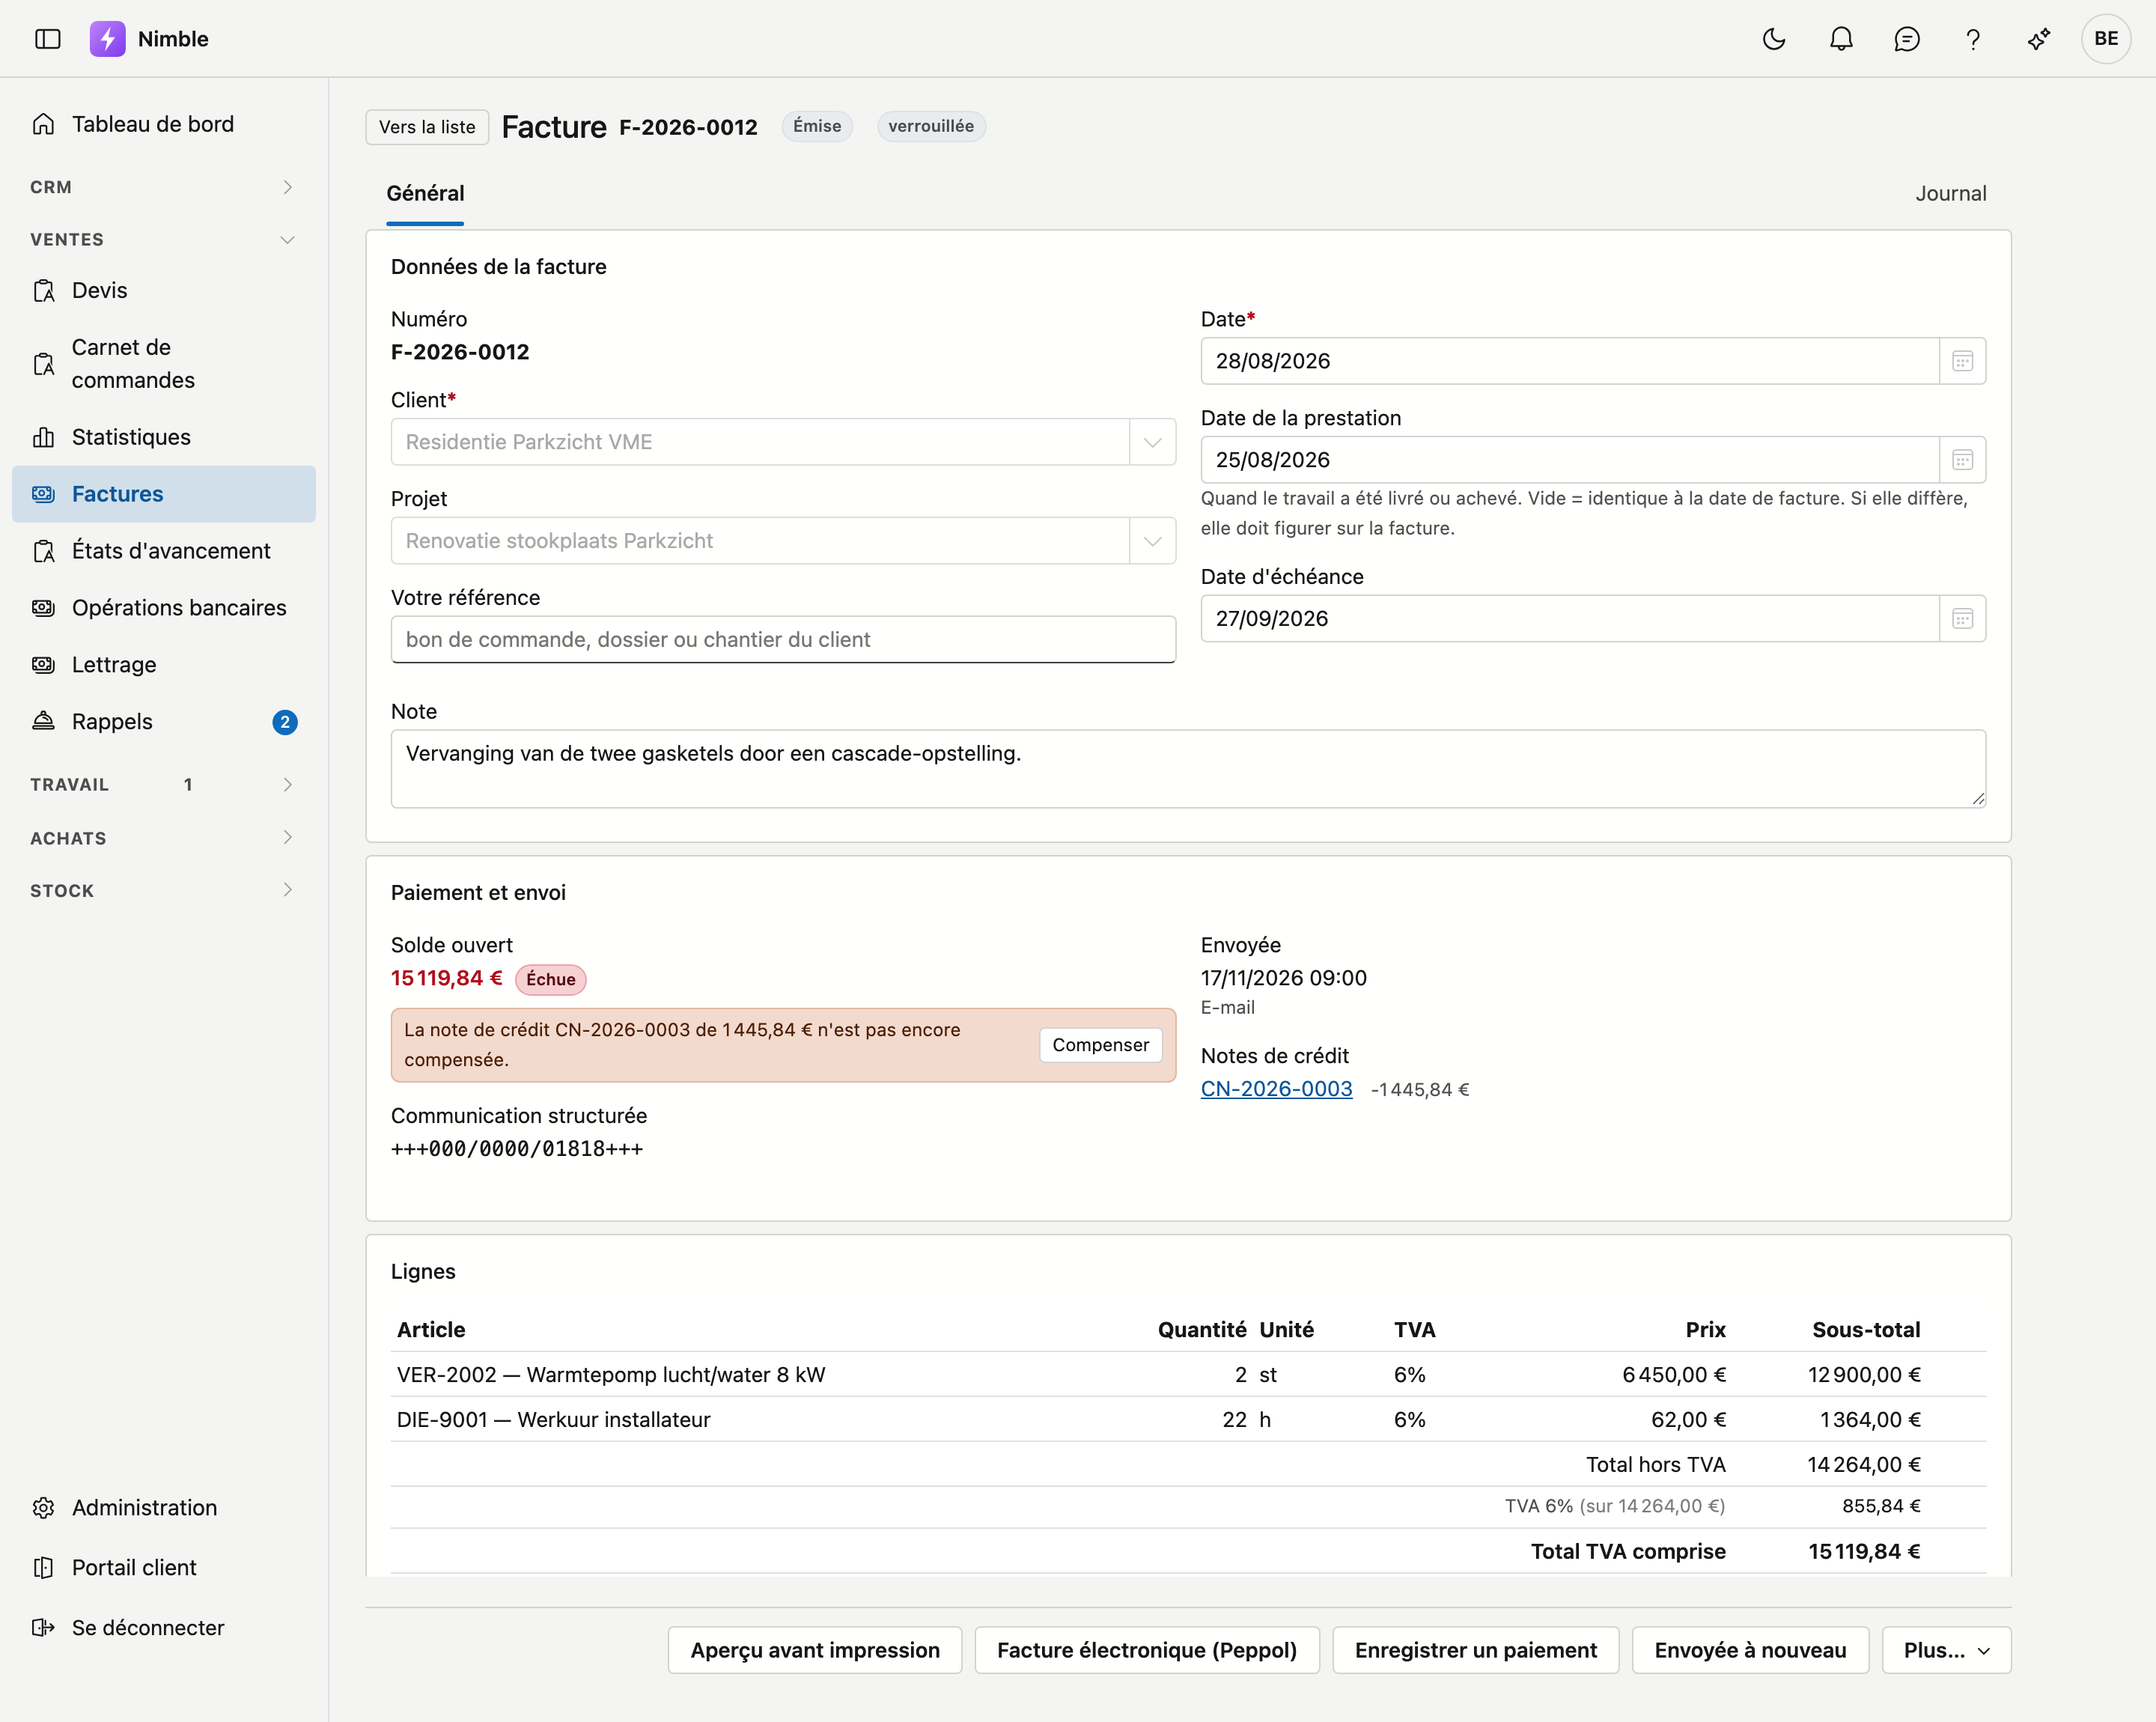 Nimble
BE
Tableau de bord
CRM
VENTES
Devis
Carnet de
commandes
Statistiques
Factures
États d'avancement
Opérations bancaires
Lettrage
Rappels 2
TRAVAIL 1
ACHATS
STOCK
Administration
Portail client
Se déconnecter
Vers la liste Facture F-2026-0012 Émise verrouillée
Général Journal
Données de la facture
Numéro
F-2026-0012
Client*
Residentie Parkzicht VME
Projet
Renovatie stookplaats Parkzicht
Votre référence
bon de commande, dossier ou chantier du client
Date*
28/08/2026
Date de la prestation
25/08/2026
Quand le travail a été livré ou achevé. Vide = identique à la date de facture. Si elle diffère,
elle doit figurer sur la facture.
Date d'échéance
27/09/2026
Note
Vervanging van de twee gasketels door een cascade-opstelling.
Paiement et envoi
Solde ouvert
15 119,84 € Échue
La note de crédit CN-2026-0003 de 1 445,84 € n'est pas encore
compensée.
Compenser
Communication structurée
+++000/0000/01818+++
Envoyée
17/11/2026 09:00
E-mail
Notes de crédit
CN-2026-0003 -1 445,84 €
Lignes
Article Quantité Unité TVA Prix Sous-total
VER-2002 — Warmtepomp lucht/water 8 kW 2 st 6% 6 450,00 € 12 900,00 €
DIE-9001 — Werkuur installateur 22 h 6% 62,00 € 1 364,00 €
Total hors TVA 14 264,00 €
TVA 6% (sur 14 264,00 €) 855,84 €
Total TVA comprise 15 119,84 €
Aperçu avant impression Facture électronique (Peppol) Enregistrer un paiement Envoyée à nouveau Plus...